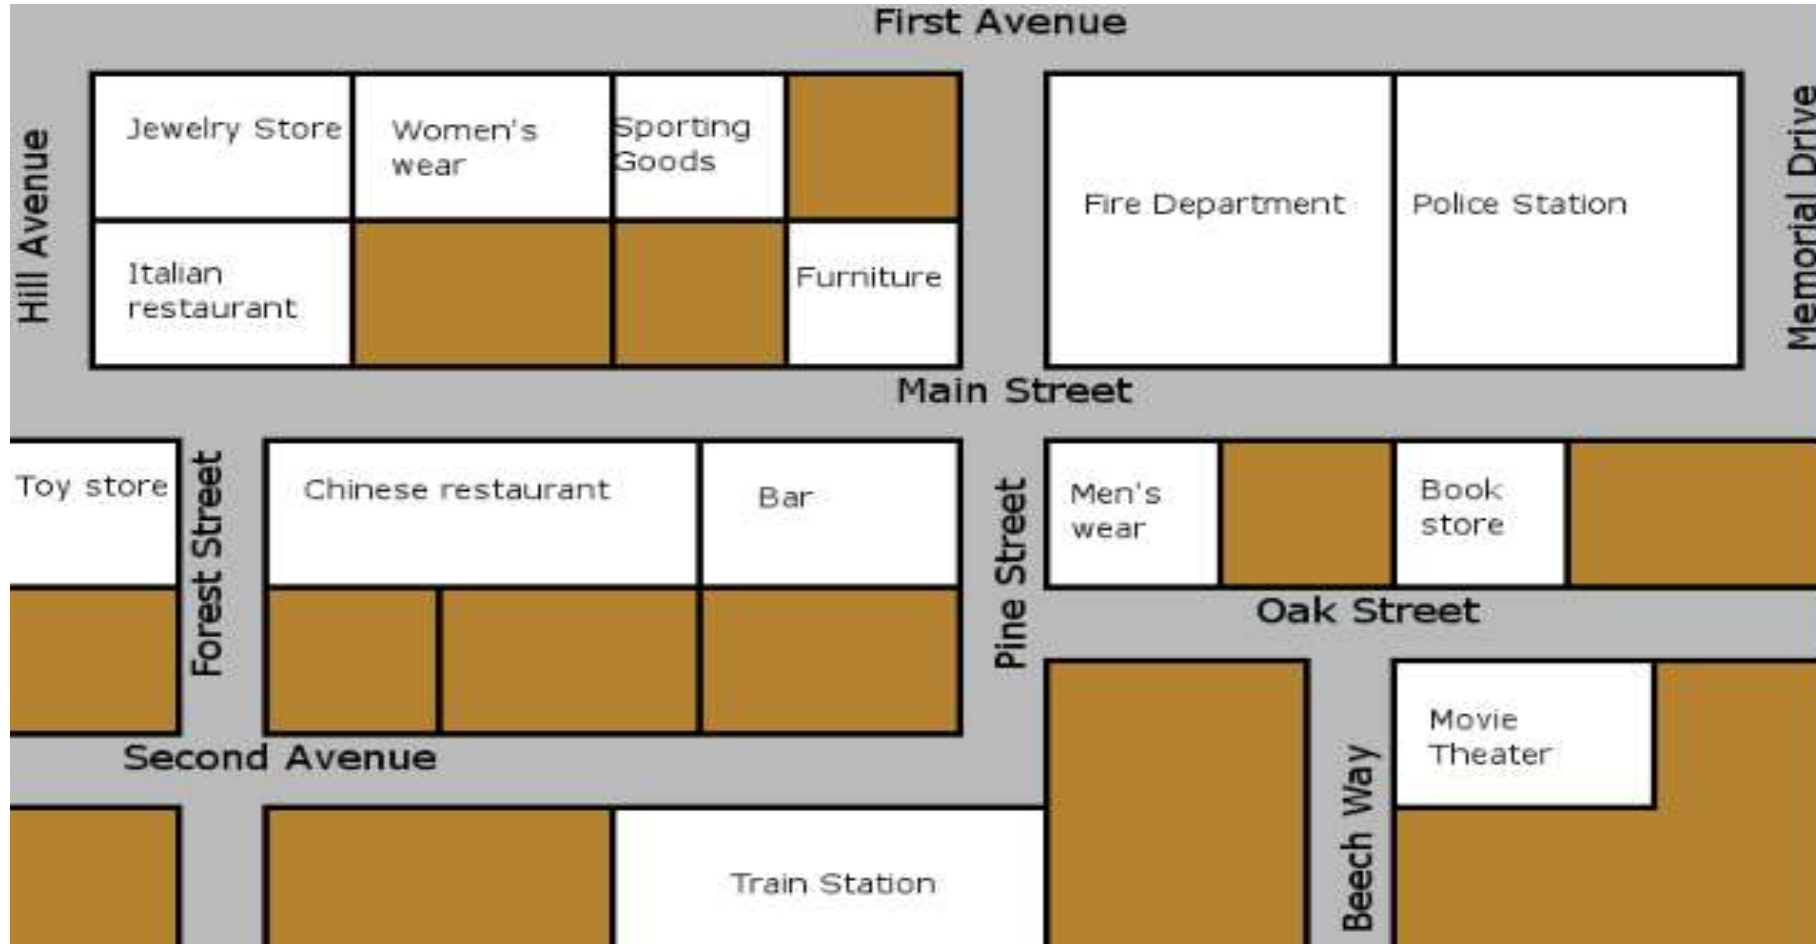 First Avenue
Jewelry Store
Women's
wear
Sporting
Goods
Hill Avenue
Fire Department
Police Station
Memorial Drive
Italian
restaurant
Furniture
Main Street
Toy store
Forest Street
Chinese restaurant
Bar
Pine Street
Men's
wear
Book
store
Oak Street
Second Avenue
Movie
Theater
Beech Way
Train Station